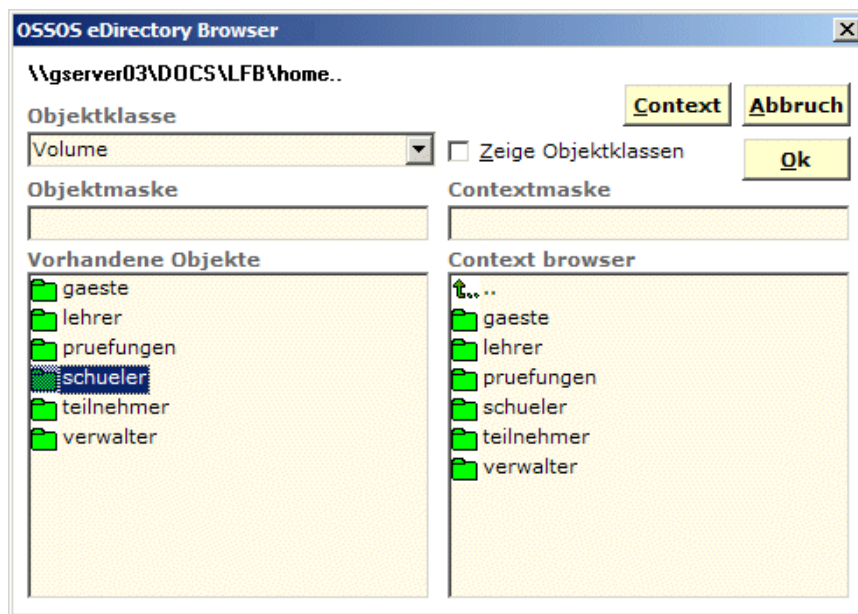 OSSOS eDirectory Browser
\\gserver03\DOCS\LFB\home..
Context
Abbruch
Objektklasse
Volume
Zeige Objektklassen
Ok
Objektmaske
Contextmaske
Vorhandene Objekte
Context browser
gaeste
lehrer
pruefungen
schueler
teilnehmer
verwalter
..
gaeste
lehrer
pruefungen
schueler
teilnehmer
verwalter